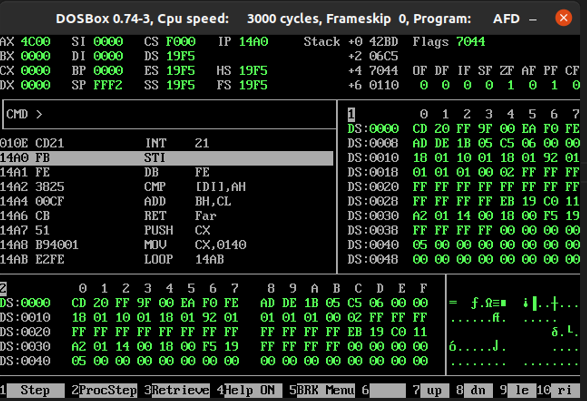 DOSBox 0.74-3, Cpu speed: 3000 cycles, Frameskip 0, Program: AFD
AX 4C00 SI 0000 CS F000 IP 14A0 Stack +0 42BD Flags 7044
BX 0000 DI 0000 DS 19F5 +2 06C5
CX 0000 BP 0000 ES 19F5 HS 19F5 +4 7044 OF DF IF SF ZF AF PF CF
DX 0000 SP FFF2 SS 19F5 FS 19F5 +6 0110 0 0 0 0 1 0 1 0
CMD > 1 0 1 2 3 4 5 6 7
DS:0000 CD 20 FF 9F 00 EA F0 FE
010E CD21 INT 21 DS:0008 AD DE 1B 05 C5 06 00 00
14A0 FB STI DS:0010 18 01 10 01 18 01 92 01
14A1 FE DB FE DS:0018 01 01 01 00 02 FF FF FF
14A2 3825 CMP [DI],AH DS:0020 FF FF FF FF FF FF FF FF
14A4 00CF ADD BH,CL DS:0028 FF FF FF FF EB 19 C0 11
14A6 CB RET Far DS:0030 A2 01 14 00 18 00 F5 19
14A7 51 PUSH CX DS:0038 FF FF FF FF 00 00 00 00
14A8 B94001 MOV CX,0140 DS:0040 05 00 00 00 00 00 00 00
14AB E2FE LOOP 14AB DS:0048 00 00 00 00 00 00 00 00
2 0 1 2 3 4 5 6 7 8 9 A B C D E F
DS:0000 CD 20 FF 9F 00 EA F0 FE AD DE 1B 05 C5 06 00 00
DS:0010 18 01 10 01 18 01 92 01 01 01 01 00 02 FF FF FF
DS:0020 FF FF FF FF FF FF FF FF FF FF FF FF EB 19 C0 11
DS:0030 A2 01 14 00 18 00 F5 19 FF FF FF FF 00 00 00 00
DS:0040 05 00 00 00 00 00 00 00 00 00 00 00 00 00 00 00
1 Step 2 ProcStep 3 Retrieve 4 Help ON 5 BRK Menu 6 7 up 8 dn 9 le 10 ri